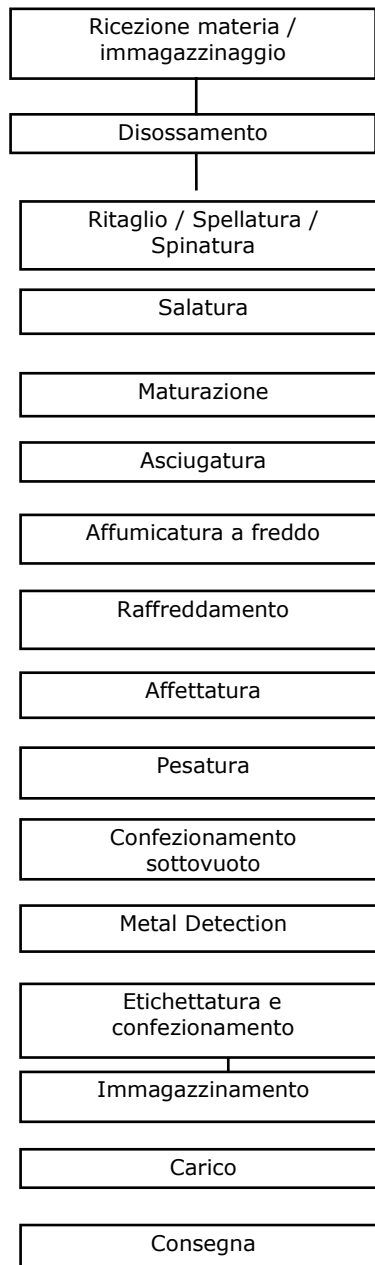 Ricezione materia /
immagazzinaggio
Disossamento
Ritaglio / Spellatura /
Spinatura
Salatura
Maturazione
Asciugatura
Affumicatura a freddo
Raffreddamento
Affettatura
Pesatura
Confezionamento
sottovuoto
Metal Detection
Etichettatura e
confezionamento
Immagazzinamento
Carico
Consegna